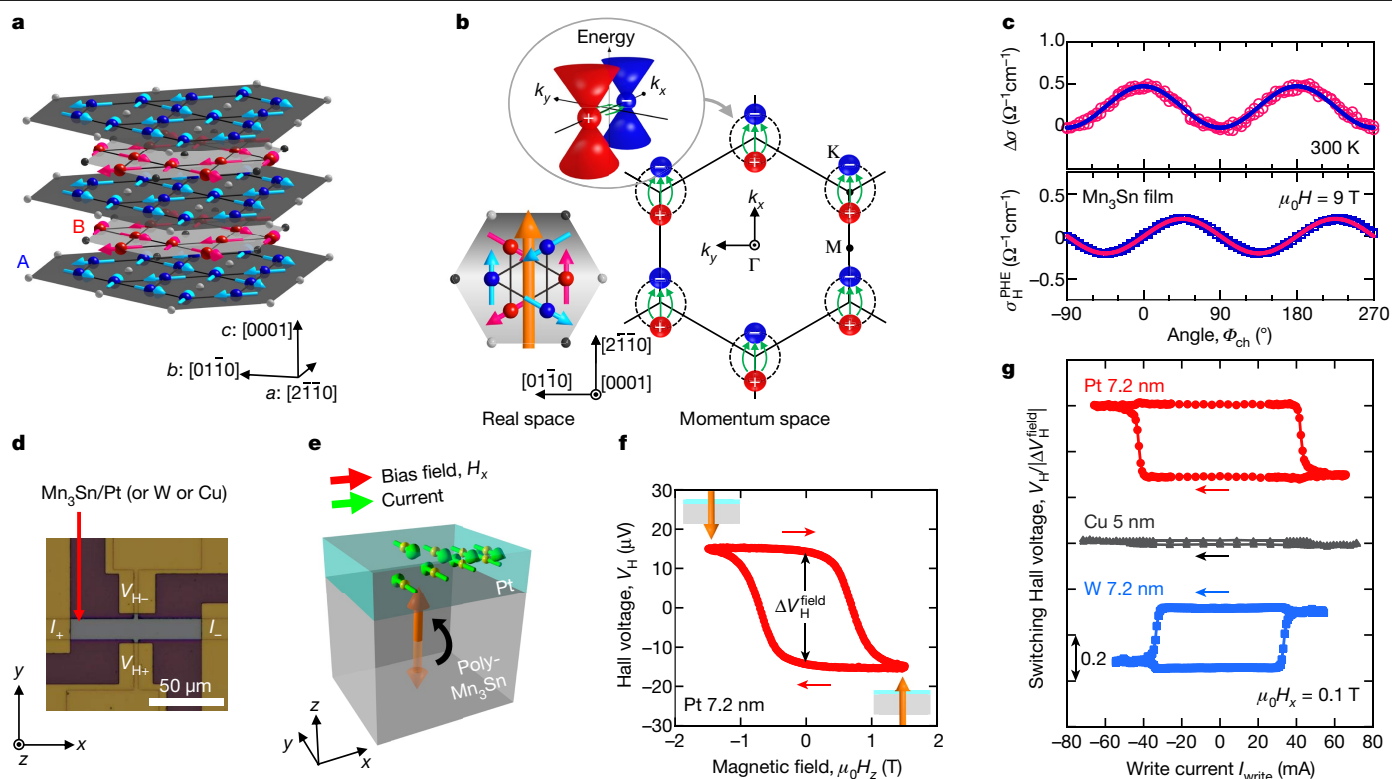 a
A
B
c: [0001]
b: [011̄0]
a: [21̄1̄0]
b
Energy
k_y
k_x
+
−
[21̄1̄0]
[011̄0]
[0001]
Real space
k_x
k_y
Γ
K
M
−
+
−
+
−
+
−
+
−
+
−
+
Momentum space
c
Δσ (Ω⁻¹cm⁻¹)
1.0
0.5
0
300 K
σ_H^PHE (Ω⁻¹cm⁻¹)
0.5
0
−0.5
Mn₃Sn film
μ₀H = 9 T
−90 0 90 180 270
Angle, Φ_ch (°)
d
Mn₃Sn/Pt (or W or Cu)
V_H−
I₊
I₋
V_H+
50 μm
y
z
x
e
Bias field, H_x
Current
Pt
Poly-
Mn₃Sn
z
y
x
f
Hall voltage, V_H (μV)
30
20
10
0
−10
−20
−30
ΔV_H^field
Pt 7.2 nm
−2 −1 0 1 2
Magnetic field, μ₀H_z (T)
g
Switching Hall voltage, V_H/|ΔV_H^field|
Pt 7.2 nm
Cu 5 nm
W 7.2 nm
0.2
μ₀H_x = 0.1 T
−80 −60 −40 −20 0 20 40 60 80
Write current I_write (mA)